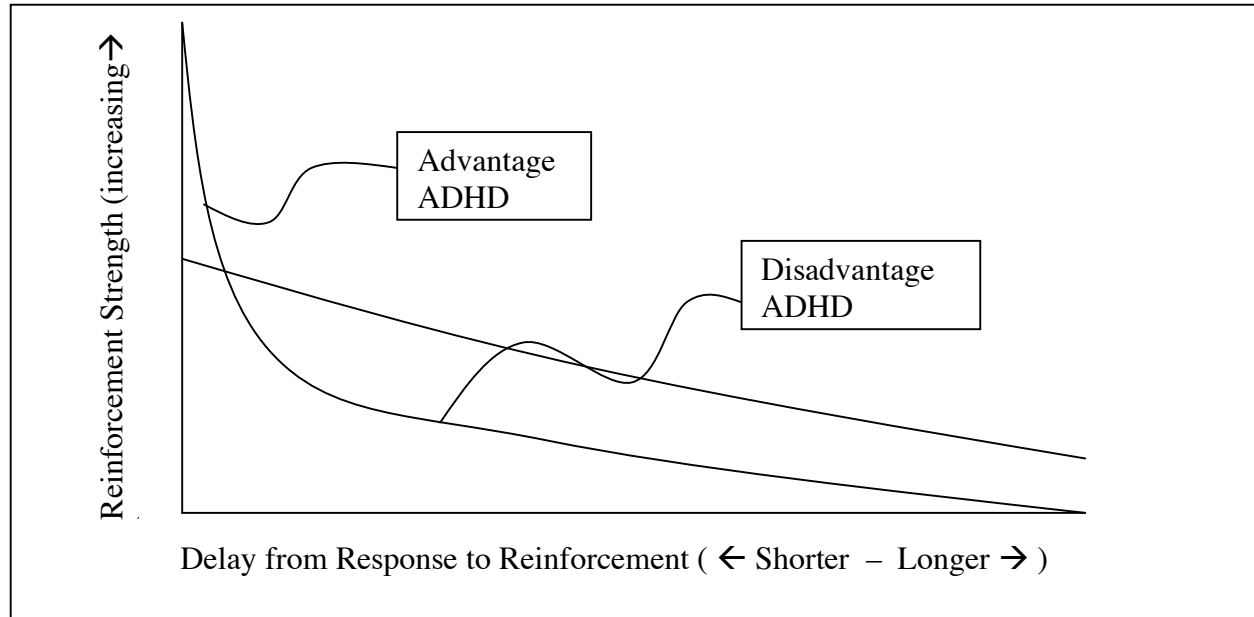 Reinforcement Strength (increasing→
Advantage
ADHD
Disadvantage
ADHD
Delay from Response to Reinforcement ( ← Shorter – Longer → )